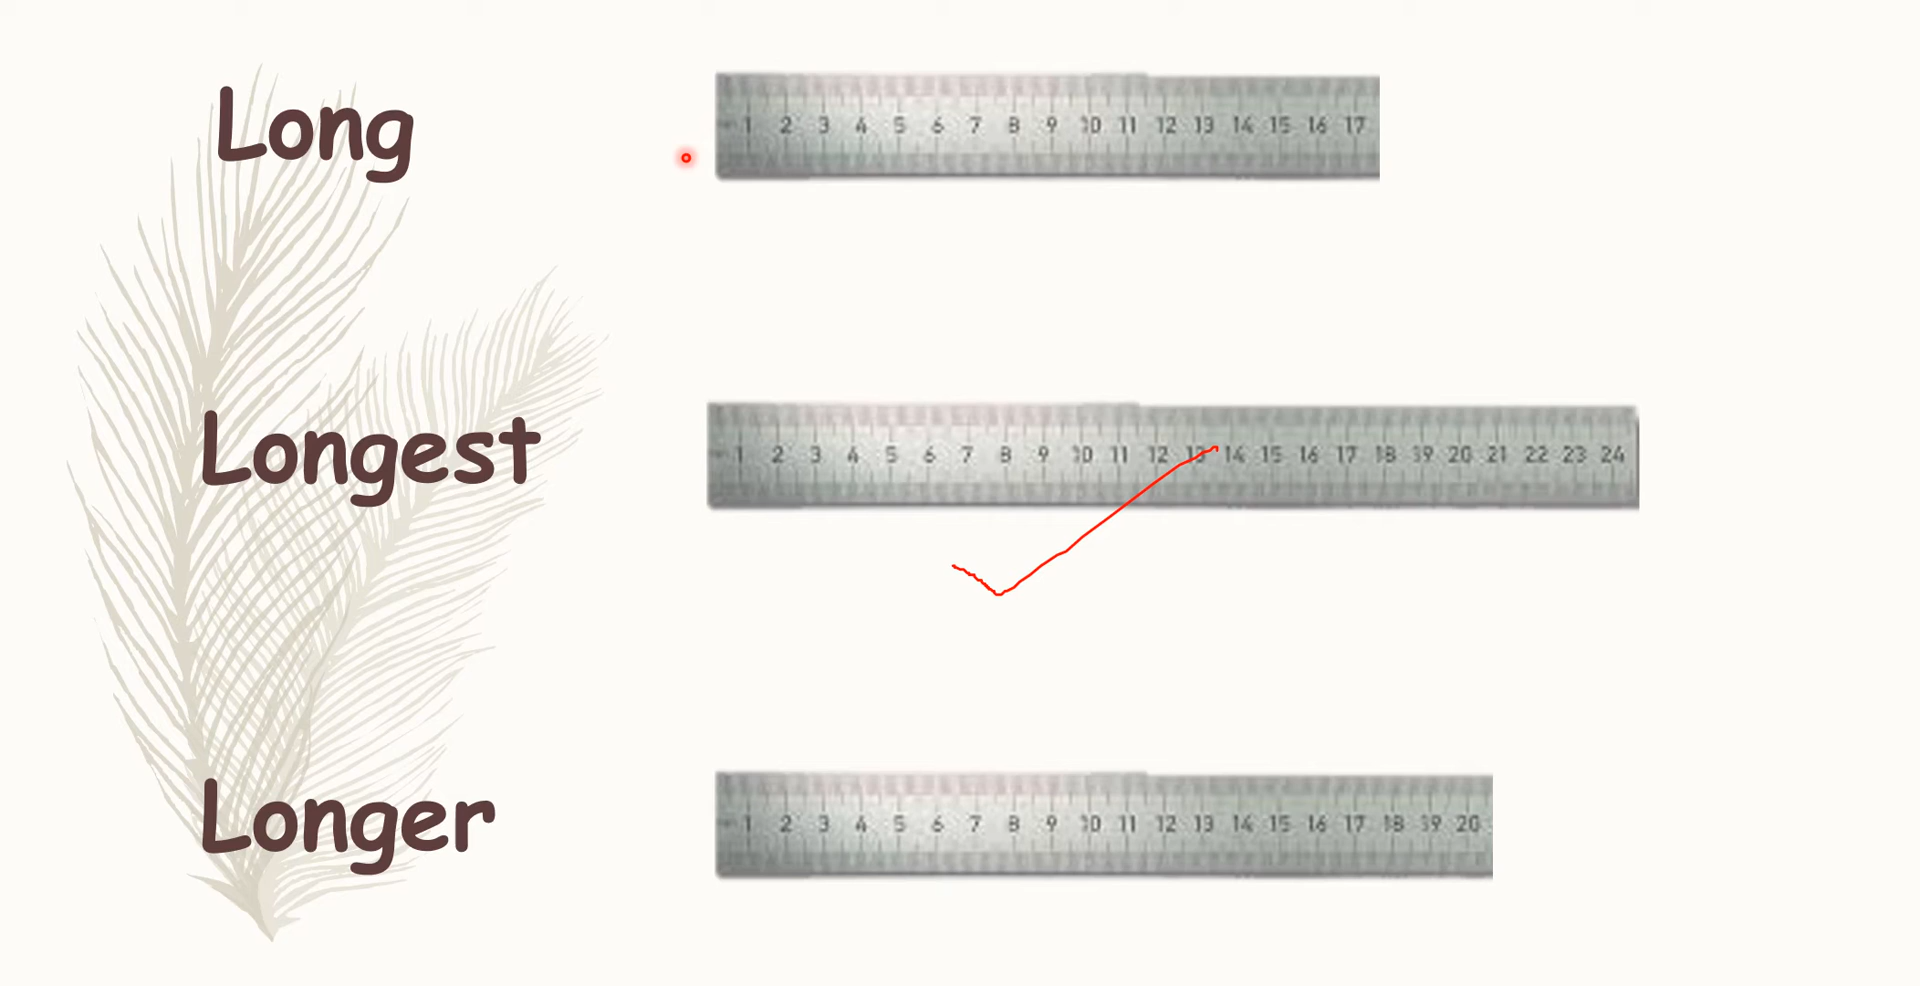 Long
1 2 3 4 5 6 7 8 9 10 11 12 13 14 15 16 17
Longest
1 2 3 4 5 6 7 8 9 10 11 12 13 14 15 16 17 18 19 20 21 22 23 24
Longer
1 2 3 4 5 6 7 8 9 10 11 12 13 14 15 16 17 18 19 20